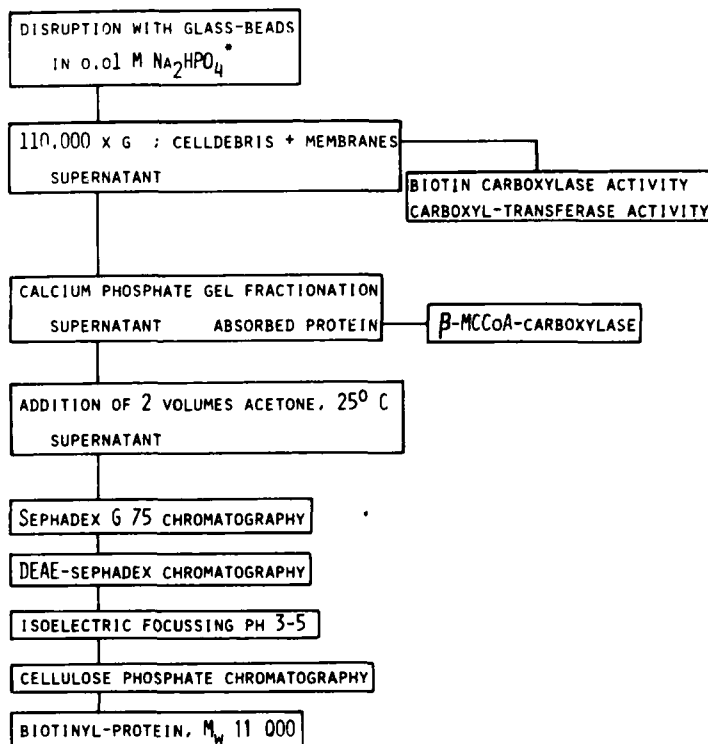 DISRUPTION WITH GLASS-BEADS
IN 0.01 M NA₂HPO₄*
110.000 X G ; CELLDEBRIS + MEMBRANES
SUPERNATANT
BIOTIN CARBOXYLASE ACTIVITY
CARBOXYL-TRANSFERASE ACTIVITY
CALCIUM PHOSPHATE GEL FRACTIONATION
SUPERNATANT ABSORBED PROTEIN
β-MCCOA-CARBOXYLASE
ADDITION OF 2 VOLUMES ACETONE, 25⁰ C
SUPERNATANT
SEPHADEX G 75 CHROMATOGRAPHY
DEAE-SEPHADEX CHROMATOGRAPHY
ISOELECTRIC FOCUSSING PH 3-5
CELLULOSE PHOSPHATE CHROMATOGRAPHY
BIOTINYL-PROTEIN, M_W 11 000